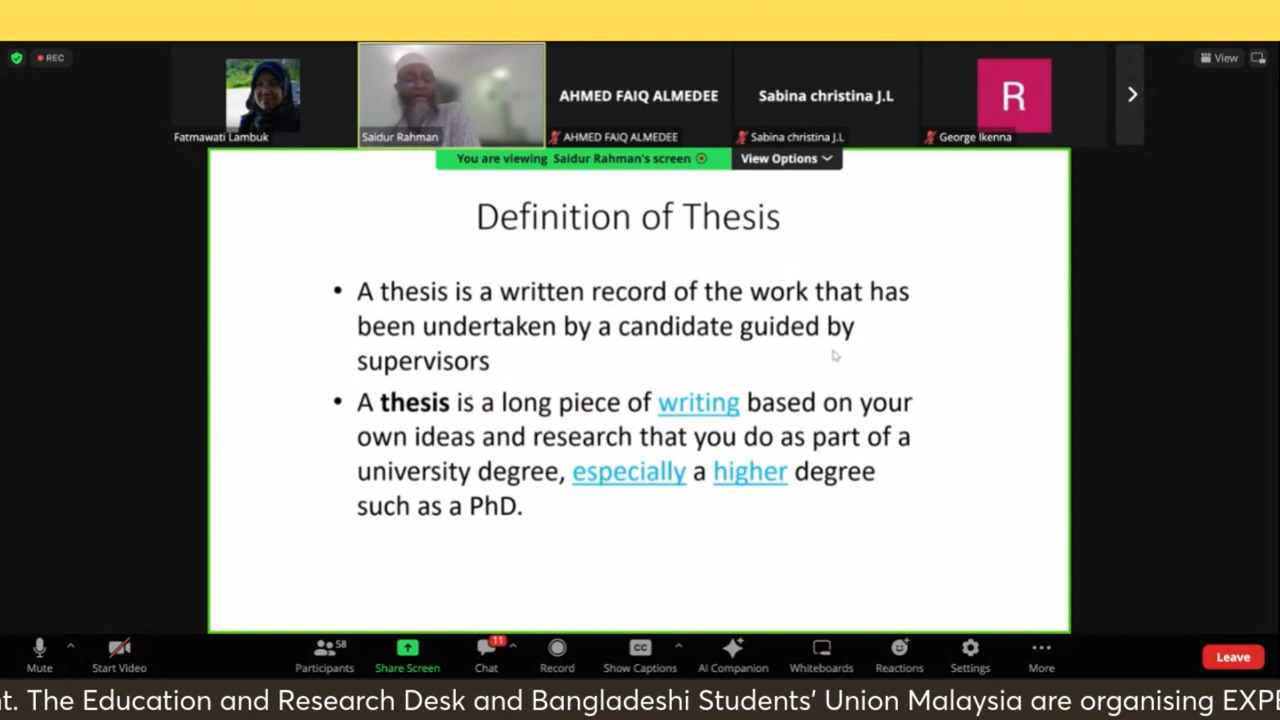 REC
View
AHMED FAIQ ALMEDEE
Sabina christina J.L
R
Fatmawati Lambuk
Saidur Rahman
AHMED FAIQ ALMEDEE
Sabina christina J.L
George Ikenna
You are viewing Saidur Rahman's screen
View Options
Definition of Thesis
• A thesis is a written record of the work that has
been undertaken by a candidate guided by
supervisors
• A thesis is a long piece of writing based on your
own ideas and research that you do as part of a
university degree, especially a higher degree
such as a PhD.
58
11
CC
Mute
Start Video
Participants
Share Screen
Chat
Record
Show Captions
AI Companion
Whiteboards
Reactions
Settings
More
Leave
nt. The Education and Research Desk and Bangladeshi Students’ Union Malaysia are organising EXPE